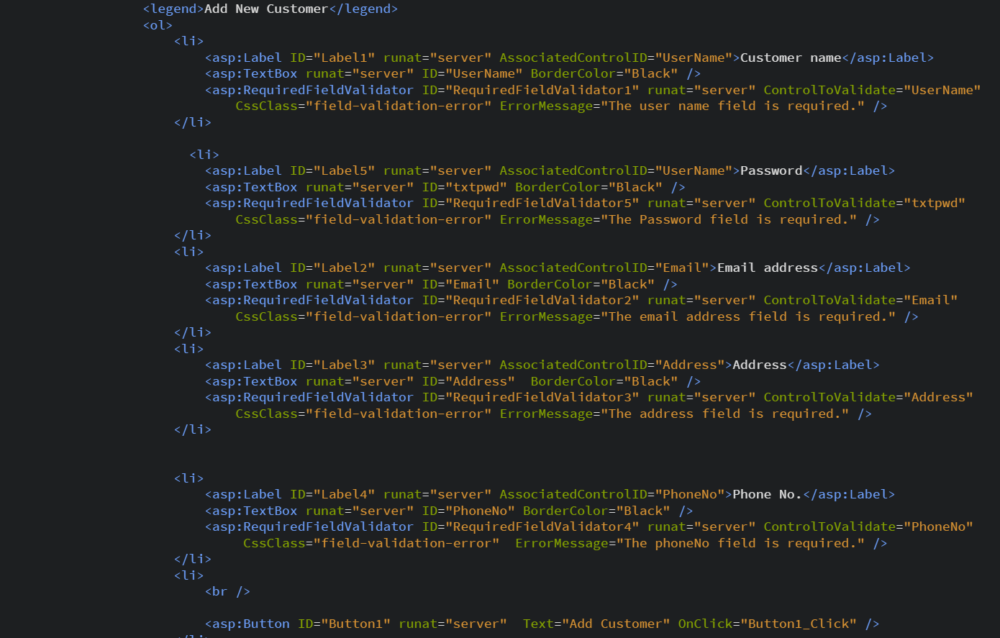 <legend>Add New Customer</legend>
<ol>
<li>
<asp:Label ID="Label1" runat="server" AssociatedControlID="UserName">Customer name</asp:Label>
<asp:TextBox runat="server" ID="UserName" BorderColor="Black" />
<asp:RequiredFieldValidator ID="RequiredFieldValidator1" runat="server" ControlToValidate="UserName"
CssClass="field-validation-error" ErrorMessage="The user name field is required." />
</li>
<li>
<asp:Label ID="Label5" runat="server" AssociatedControlID="UserName">Password</asp:Label>
<asp:TextBox runat="server" ID="txtpwd" BorderColor="Black" />
<asp:RequiredFieldValidator ID="RequiredFieldValidator5" runat="server" ControlToValidate="txtpwd"
CssClass="field-validation-error" ErrorMessage="The Password field is required." />
</li>
<li>
<asp:Label ID="Label2" runat="server" AssociatedControlID="Email">Email address</asp:Label>
<asp:TextBox runat="server" ID="Email" BorderColor="Black" />
<asp:RequiredFieldValidator ID="RequiredFieldValidator2" runat="server" ControlToValidate="Email"
CssClass="field-validation-error" ErrorMessage="The email address field is required." />
</li>
<li>
<asp:Label ID="Label3" runat="server" AssociatedControlID="Address">Address</asp:Label>
<asp:TextBox runat="server" ID="Address"  BorderColor="Black" />
<asp:RequiredFieldValidator ID="RequiredFieldValidator3" runat="server" ControlToValidate="Address"
CssClass="field-validation-error" ErrorMessage="The address field is required." />
</li>
<li>
<asp:Label ID="Label4" runat="server" AssociatedControlID="PhoneNo">Phone No.</asp:Label>
<asp:TextBox runat="server" ID="PhoneNo" BorderColor="Black" />
<asp:RequiredFieldValidator ID="RequiredFieldValidator4" runat="server" ControlToValidate="PhoneNo"
CssClass="field-validation-error"  ErrorMessage="The phoneNo field is required." />
</li>
<li>
<br />
<asp:Button ID="Button1" runat="server"  Text="Add Customer" OnClick="Button1_Click" />